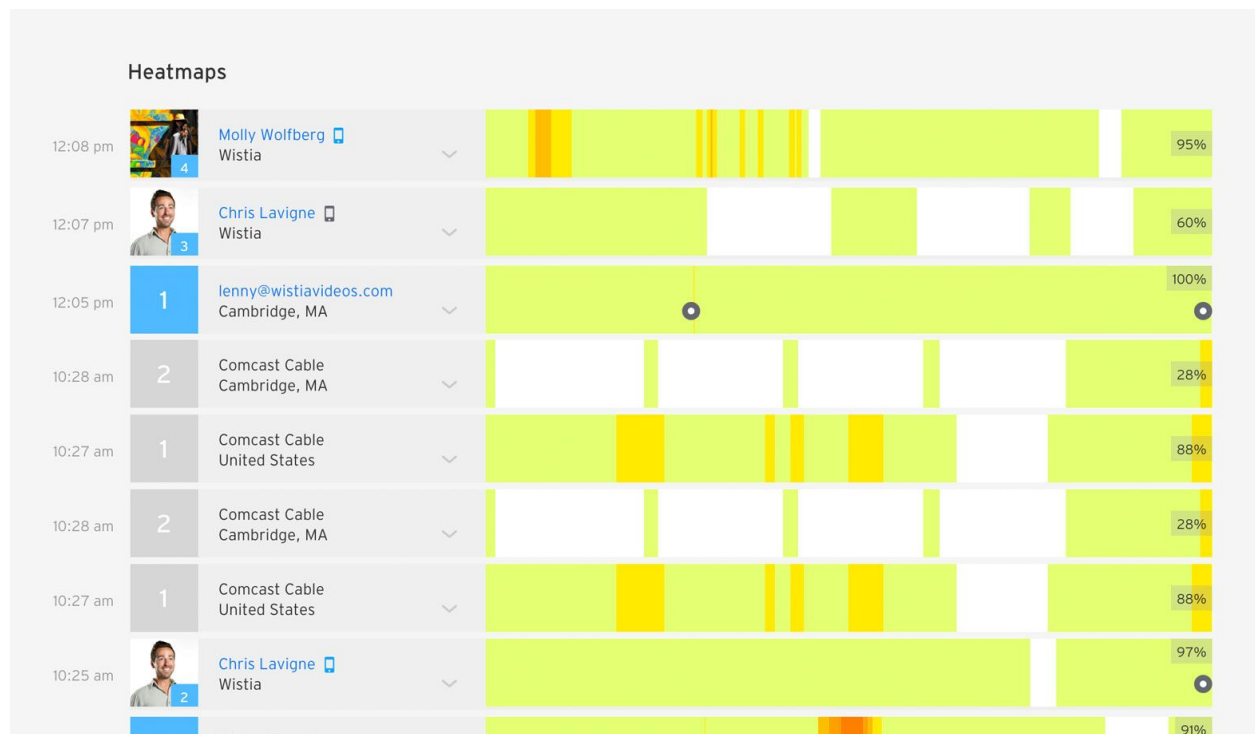 Heatmaps
12:08 pm
4
Molly Wolfberg
Wistia
95%
12:07 pm
3
Chris Lavigne
Wistia
60%
12:05 pm
1
lenny@wistiavideos.com
Cambridge, MA
100%
10:28 am
2
Comcast Cable
Cambridge, MA
28%
10:27 am
1
Comcast Cable
United States
88%
10:28 am
2
Comcast Cable
Cambridge, MA
28%
10:27 am
1
Comcast Cable
United States
88%
10:25 am
2
Chris Lavigne
Wistia
97%
91%